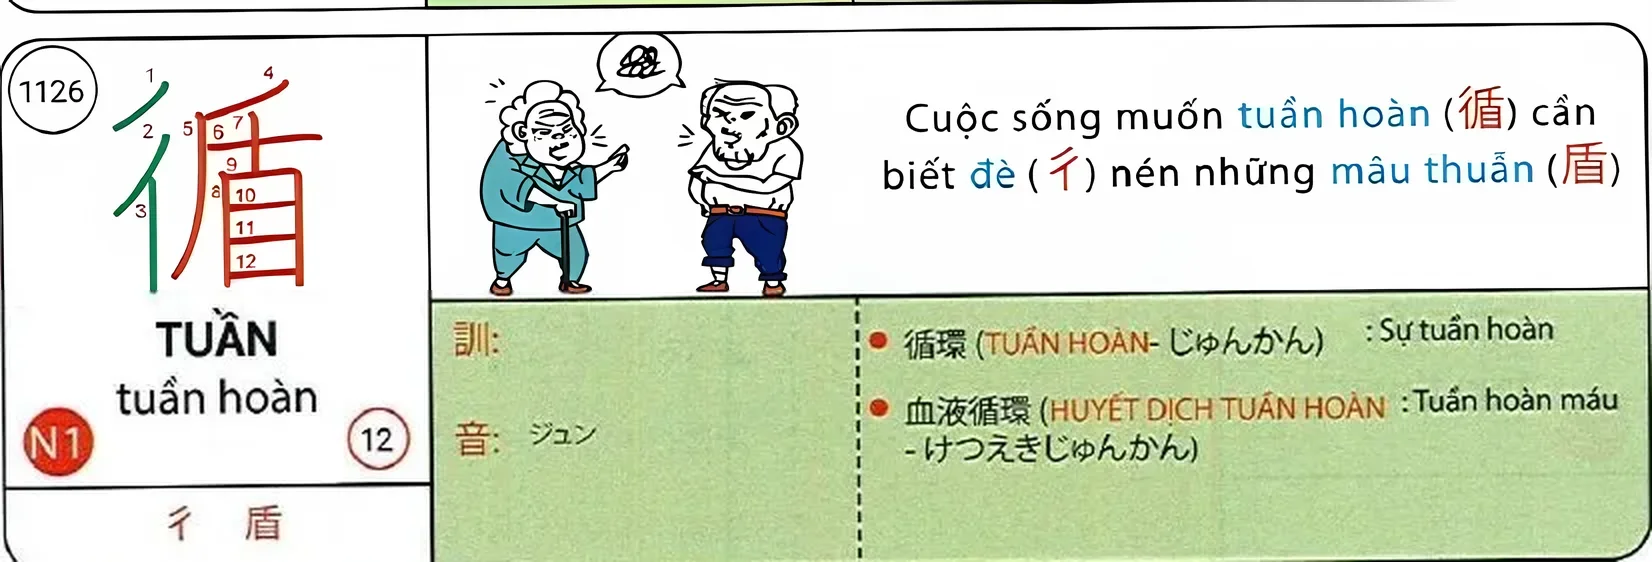 1126
1
2
3
4
5
6
7
8
9
10
11
12
循
TUẦN
tuần hoàn
N1
12
彳 盾
Cuộc sống muốn tuần hoàn (循) cần
biết đè (彳) nén những mâu thuẫn (盾)
訓:
音: ジュン
循環 (TUẦN HOÀN- じゅんかん) : Sự tuần hoàn
血液循環 (HUYẾT DỊCH TUẦN HOÀN : Tuần hoàn máu
- けつえきじゅんかん)